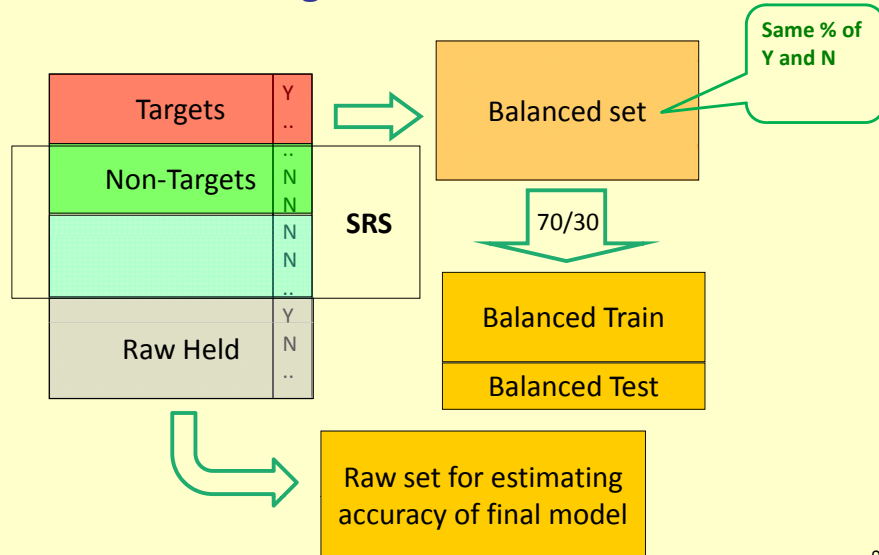 Same % of
Y and N
Targets
Y
..
Balanced set
Non-Targets
..
N
N
N
N
..
SRS
70/30
Raw Held
Y
N
..
Balanced Train
Balanced Test
Raw set for estimating
accuracy of final model